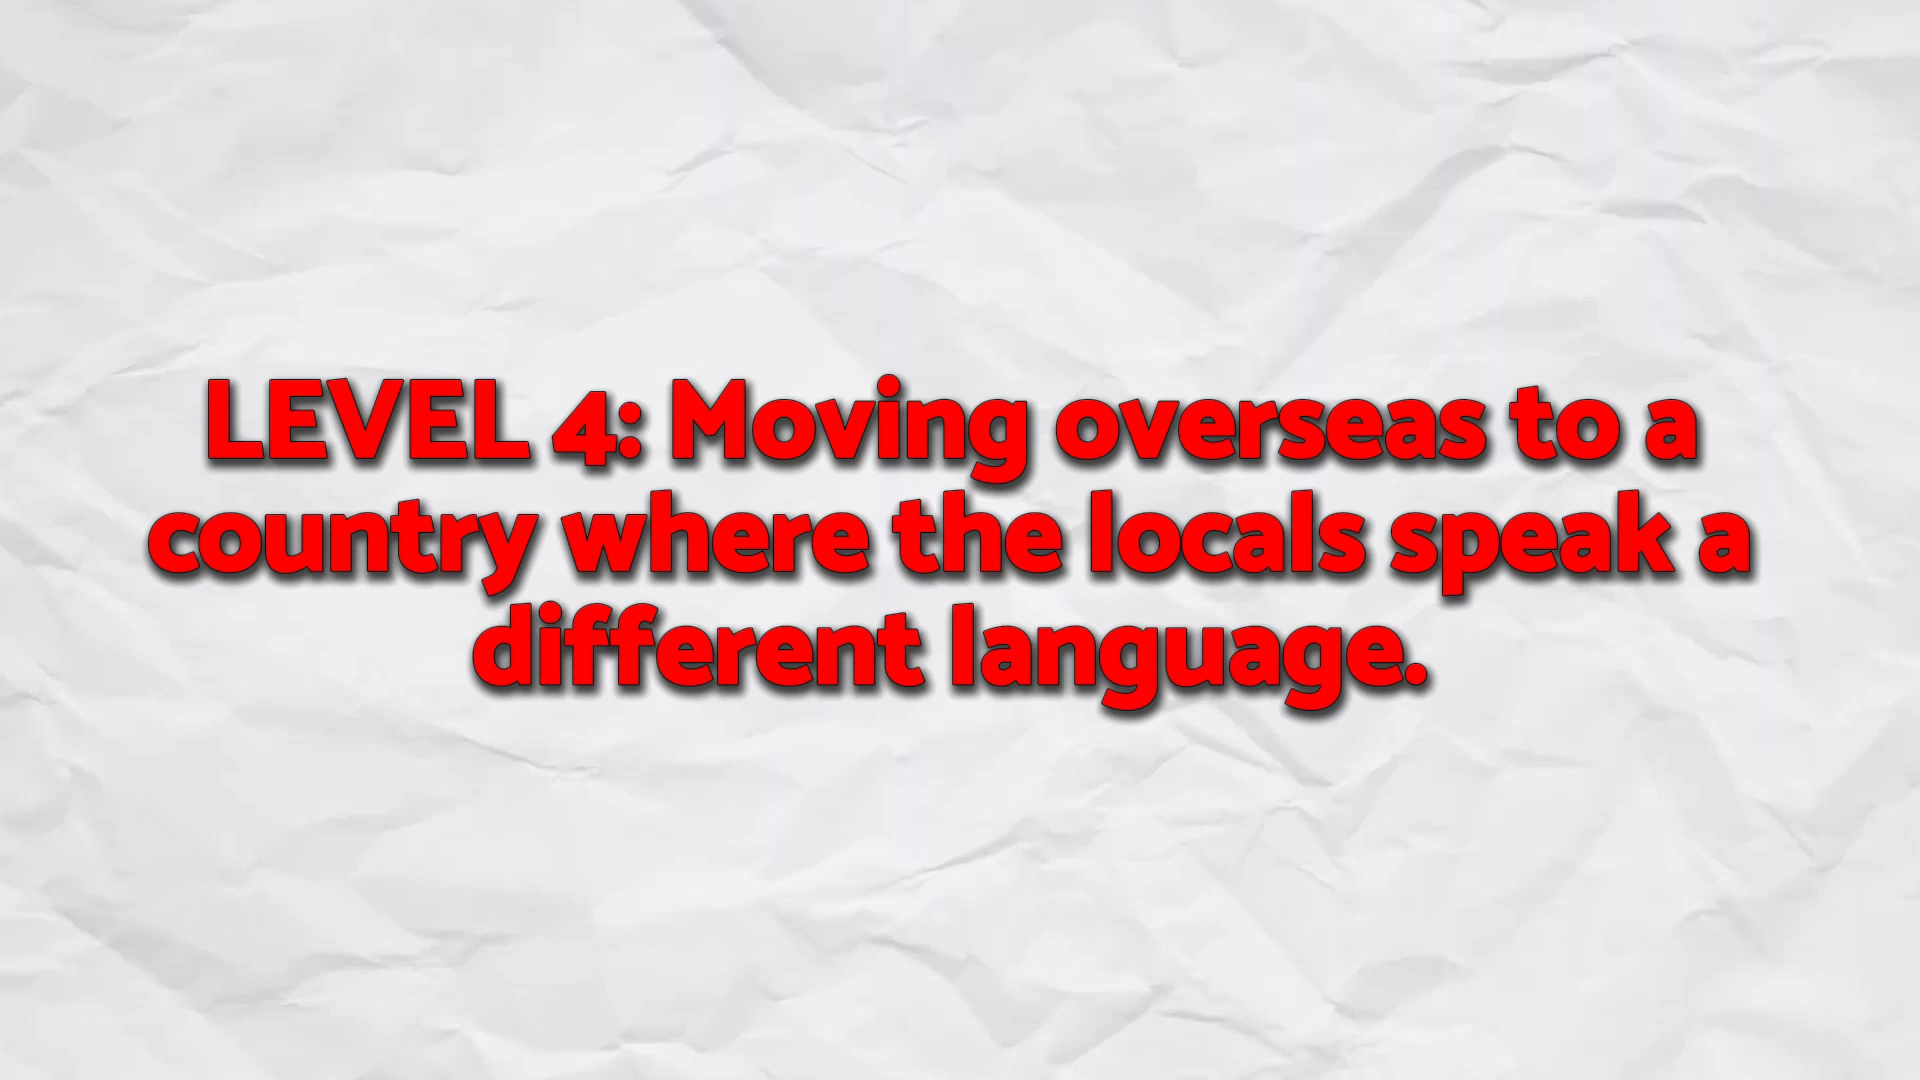 LEVEL 4: Moving overseas to a
country where the locals speak a
different language.